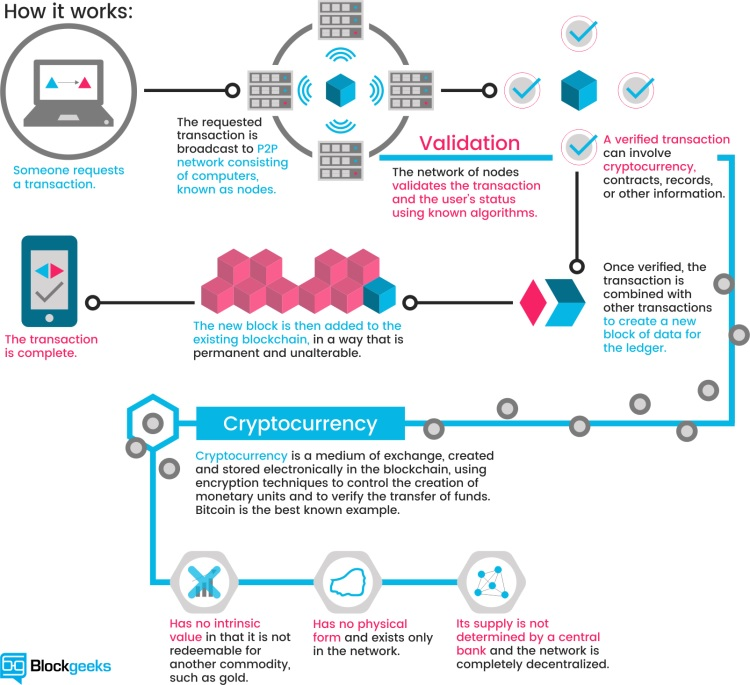 How it works:
Someone requests
a transaction.
The requested
transaction is
broadcast to P2P
network consisting
of computers,
known as nodes.
Validation
The network of nodes
validates the transaction
and the user's status
using known algorithms.
A verified transaction
can involve
cryptocurrency,
contracts, records,
or other information.
Once verified, the
transaction is
combined with
other transactions
to create a new
block of data for
the ledger.
The new block is then added to the
existing blockchain, in a way that is
permanent and unalterable.
The transaction
is complete.
Cryptocurrency
Cryptocurrency is a medium of exchange, created
and stored electronically in the blockchain, using
encryption techniques to control the creation of
monetary units and to verify the transfer of funds.
Bitcoin is the best known example.
Has no intrinsic
value in that it is not
redeemable for
another commodity,
such as gold.
Has no physical
form and exists only
in the network.
Its supply is not
determined by a central
bank and the network is
completely decentralized.
Blockgeeks